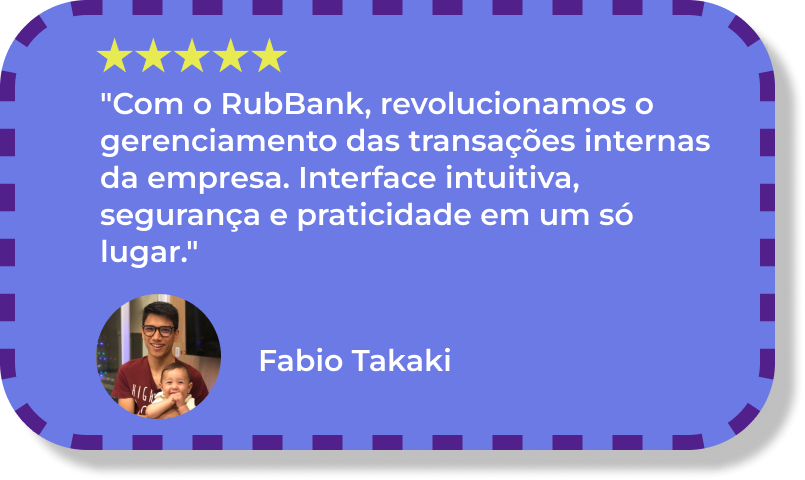 "Com o RubBank, revolucionamos o
gerenciamento das transações internas
da empresa. Interface intuitiva,
segurança e praticidade em um só
lugar."
Fabio Takaki
HIGH